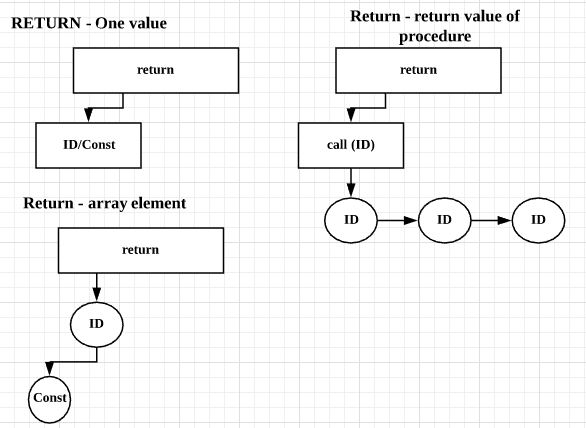 RETURN - One value
return
ID/Const
Return - return value of
procedure
return
call (ID)
ID
ID
ID
Return - array element
return
ID
Const